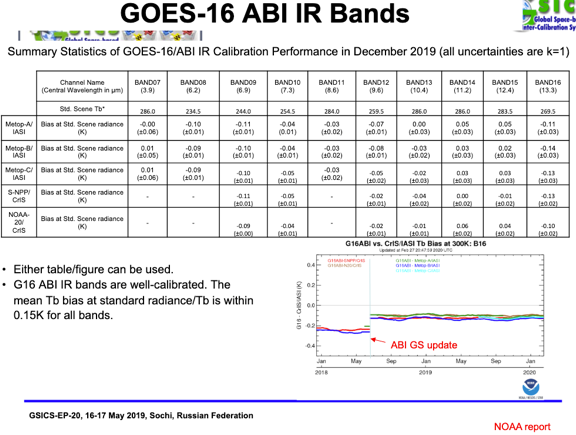 GOES-16 ABI IR Bands
Global Space-based
Inter-Calibration Sy
Summary Statistics of GOES-16/ABI IR Calibration Performance in December 2019 (all uncertainties are k=1)
Channel Name (Central Wavelength in μm) BAND07 (3.9) BAND08 (6.2) BAND09 (6.9) BAND10 (7.3) BAND11 (8.6) BAND12 (9.6) BAND13 (10.4) BAND14 (11.2) BAND15 (12.4) BAND16 (13.3)
Std. Scene Tb* 286.0 234.5 244.0 254.5 284.0 259.5 286.0 286.0 283.5 269.5
Metop-A/ IASI Bias at Std. Scene radiance (K) -0.00 (±0.06) -0.10 (±0.01) -0.11 (±0.01) -0.04 (0.01) -0.03 (±0.02) -0.07 (±0.01) 0.00 (±0.03) 0.05 (±0.03) 0.05 (±0.03) -0.11 (±0.03)
Metop-B/ IASI Bias at Std. Scene radiance (K) 0.01 (±0.05) -0.09 (±0.01) -0.10 (±0.01) -0.04 (±0.01) -0.03 (±0.02) -0.08 (±0.01) -0.03 (±0.02) 0.03 (±0.03) 0.02 (±0.03) -0.14 (±0.03)
Metop-C/ IASI Bias at Std. Scene radiance (K) 0.01 (±0.06) -0.09 (±0.01) -0.10 (±0.01) -0.05 (±0.01) -0.03 (±0.02) -0.05 (±0.01) -0.02 (±0.03) 0.03 (±0.03) 0.03 (±0.03) -0.13 (±0.03)
S-NPP/ CrIS Bias at Std. Scene radiance (K) - - -0.11 (±0.01) -0.05 (±0.01) - -0.02 (±0.01) -0.04 (±0.02) 0.00 (±0.02) -0.01 (±0.02) -0.13 (±0.02)
NOAA-20/ CrIS Bias at Std. Scene radiance (K) - - -0.09 (±0.00) -0.04 (±0.01) - -0.02 (±0.01) -0.01 (±0.01) 0.06 (±0.02) 0.04 (±0.02) -0.10 (±0.02)
G16ABI vs. CrIS/IASI Tb Bias at 300K: B16
G16 - CrIS/IASI (K)
0.4
0.2
0.0
-0.2
-0.4
ABI GS update
Jan May Sep Jan May Sep Jan
2018 2019 2020
• Either table/figure can be used.
• G16 ABI IR bands are well-calibrated. The
mean Tb bias at standard radiance/Tb is within
0.15K for all bands.
GSICS-EP-20, 16-17 May 2019, Sochi, Russian Federation
NOAA report